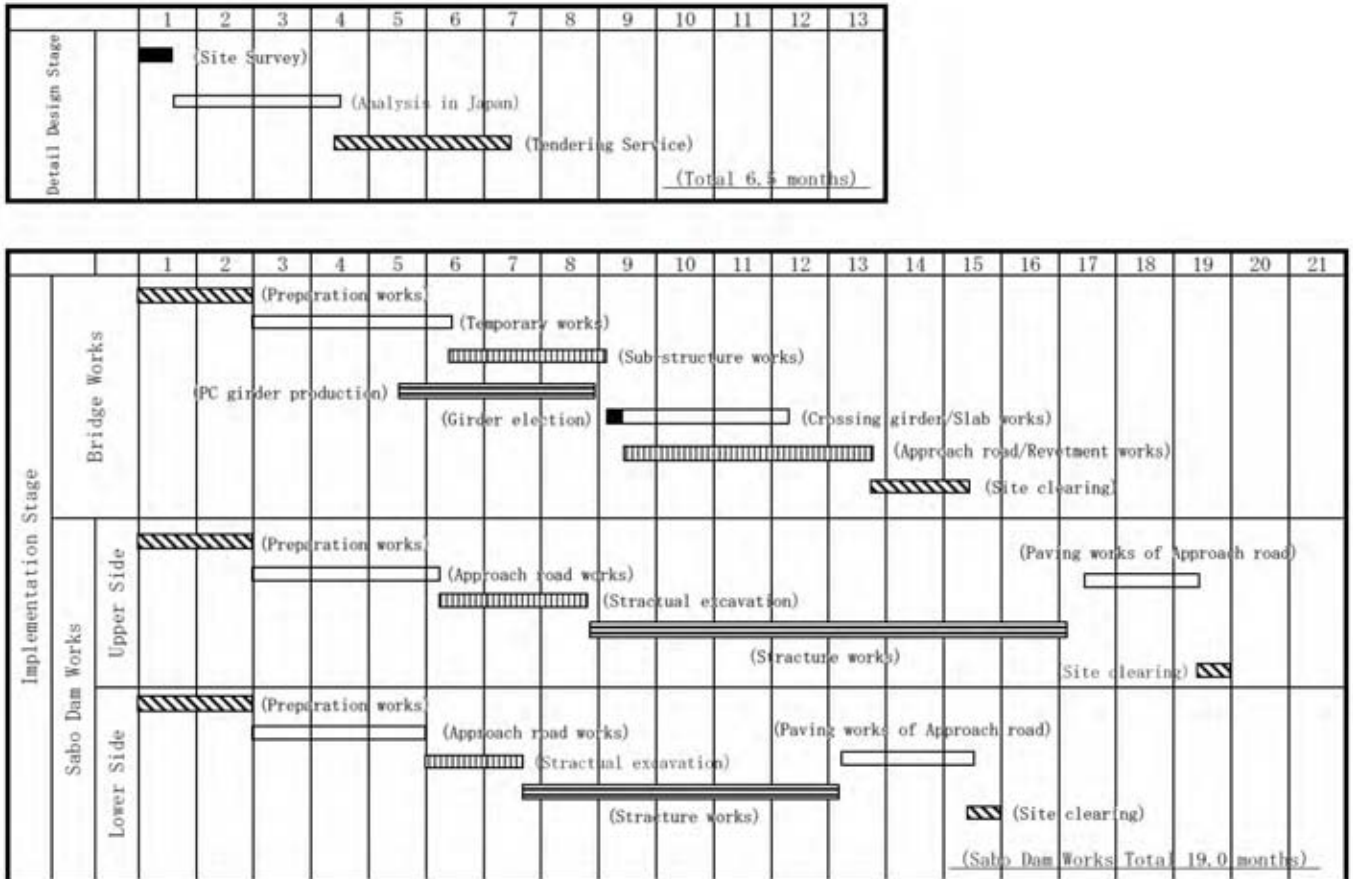 1 2 3 4 5 6 7 8 9 10 11 12 13
Detail Design Stage
(Site Survey)
(Analysis in Japan)
(Tendering Service)
(Total 6.5 months)
1 2 3 4 5 6 7 8 9 10 11 12 13 14 15 16 17 18 19 20 21
Implementation Stage
Bridge Works
(Preparation works)
(Temporary works)
(Sub-structure works)
(PC girder production)
(Girder election) (Crossing girder/Slab works)
(Approach road/Revetment works)
(Site clearing)
Sabo Dam Works
Upper Side
(Preparation works)
(Paving works of Approach road)
(Approach road works)
(Stractual excavation)
(Stracture works)
(Site clearing)
Lower Side
(Preparation works)
(Approach road works) (Paving works of Approach road)
(Stractual excavation)
(Stracture works) (Site clearing)
(Sabo Dam Works Total 19.0 months)